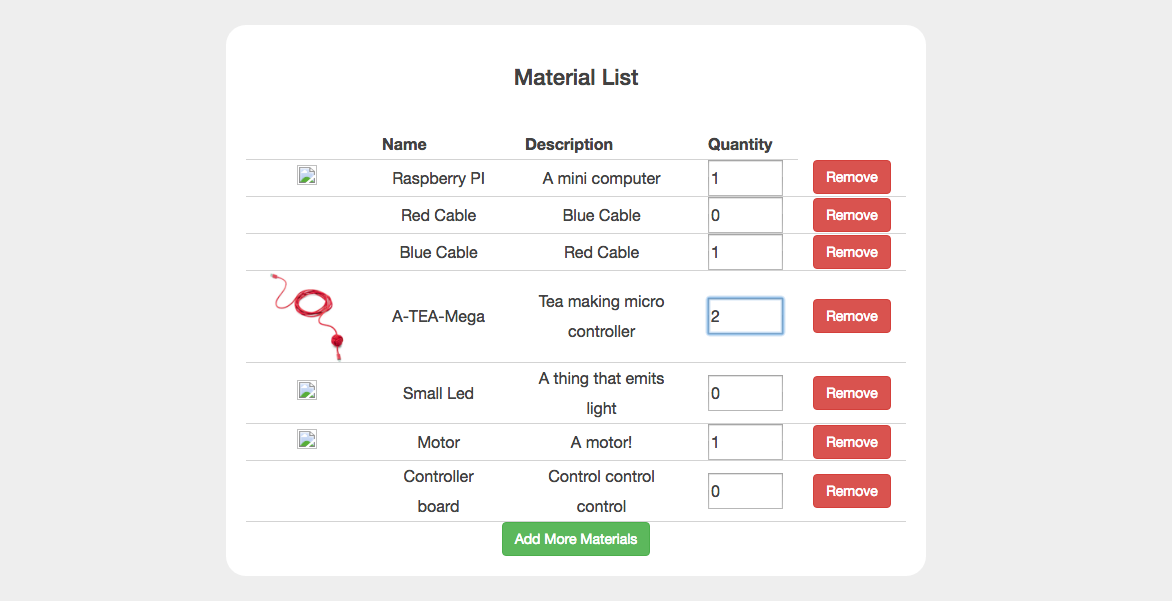 Material List
Name Description Quantity
Raspberry PI A mini computer 1 Remove
Red Cable Blue Cable 0 Remove
Blue Cable Red Cable 1 Remove
A-TEA-Mega Tea making micro controller 2 Remove
Small Led A thing that emits light 0 Remove
Motor A motor! 1 Remove
Controller board Control control control 0 Remove
Add More Materials